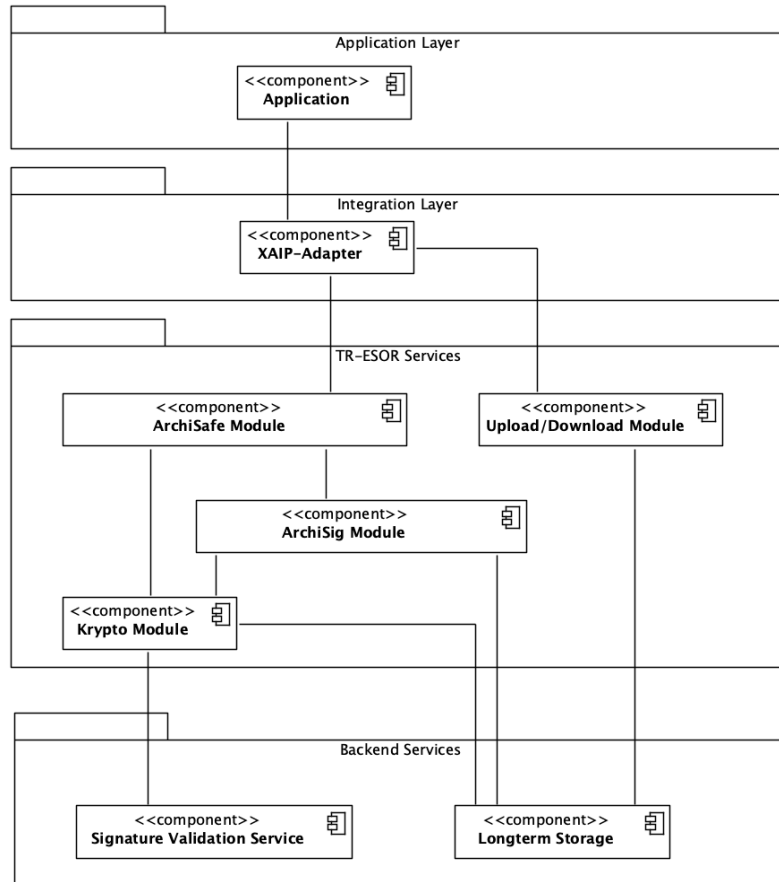 Application Layer
<<component>>
Application
Integration Layer
<<component>>
XAIP-Adapter
TR-ESOR Services
<<component>>
ArchiSafe Module
<<component>>
Upload/Download Module
<<component>>
ArchiSig Module
<<component>>
Krypto Module
Backend Services
<<component>>
Signature Validation Service
<<component>>
Longterm Storage